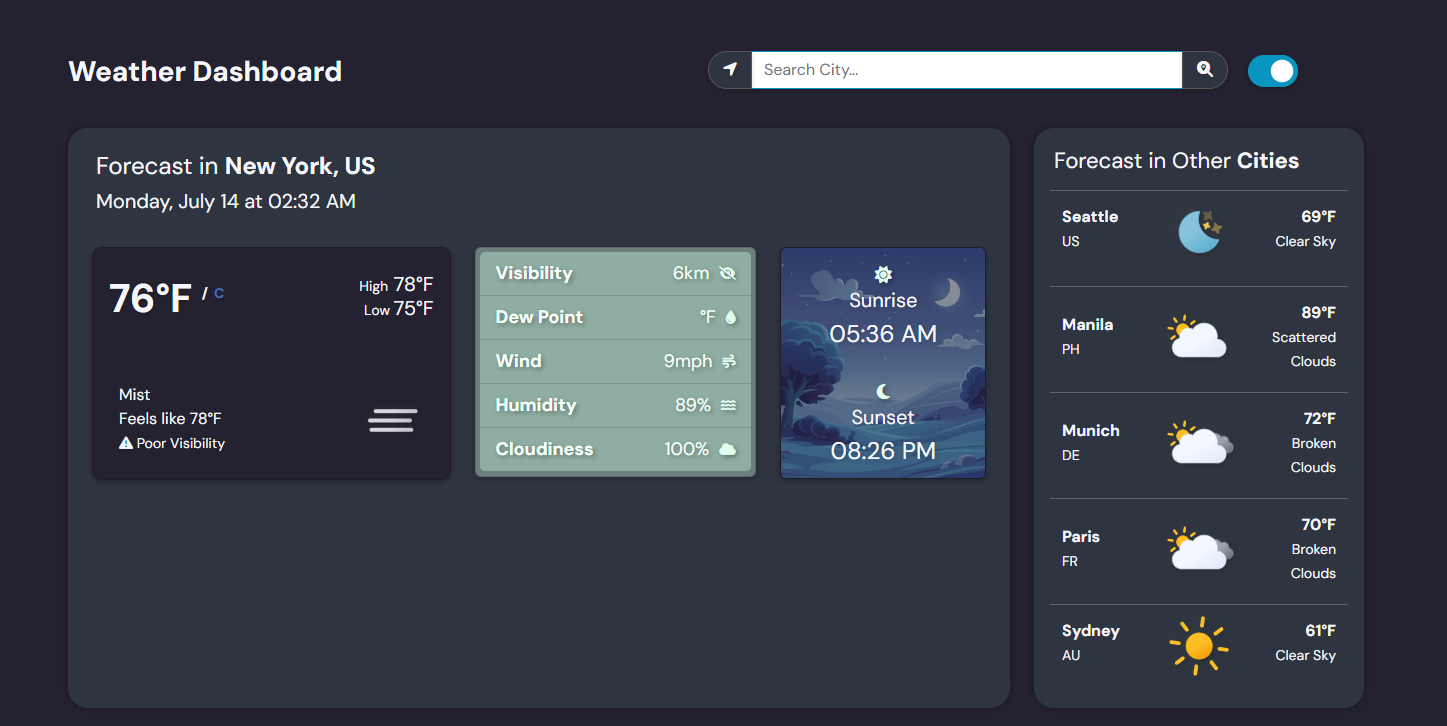 Weather Dashboard
Search City...
Forecast in New York, US
Monday, July 14 at 02:32 AM
76°F / C
High 78°F
Low 75°F
Mist
Feels like 78°F
Poor Visibility
Visibility 6km
Dew Point °F
Wind 9mph
Humidity 89%
Cloudiness 100%
Sunrise
05:36 AM
Sunset
08:26 PM
Forecast in Other Cities
Seattle 69°F
US Clear Sky
Manila 89°F
PH Scattered
Clouds
Munich 72°F
DE Broken
Clouds
Paris 70°F
FR Broken
Clouds
Sydney 61°F
AU Clear Sky